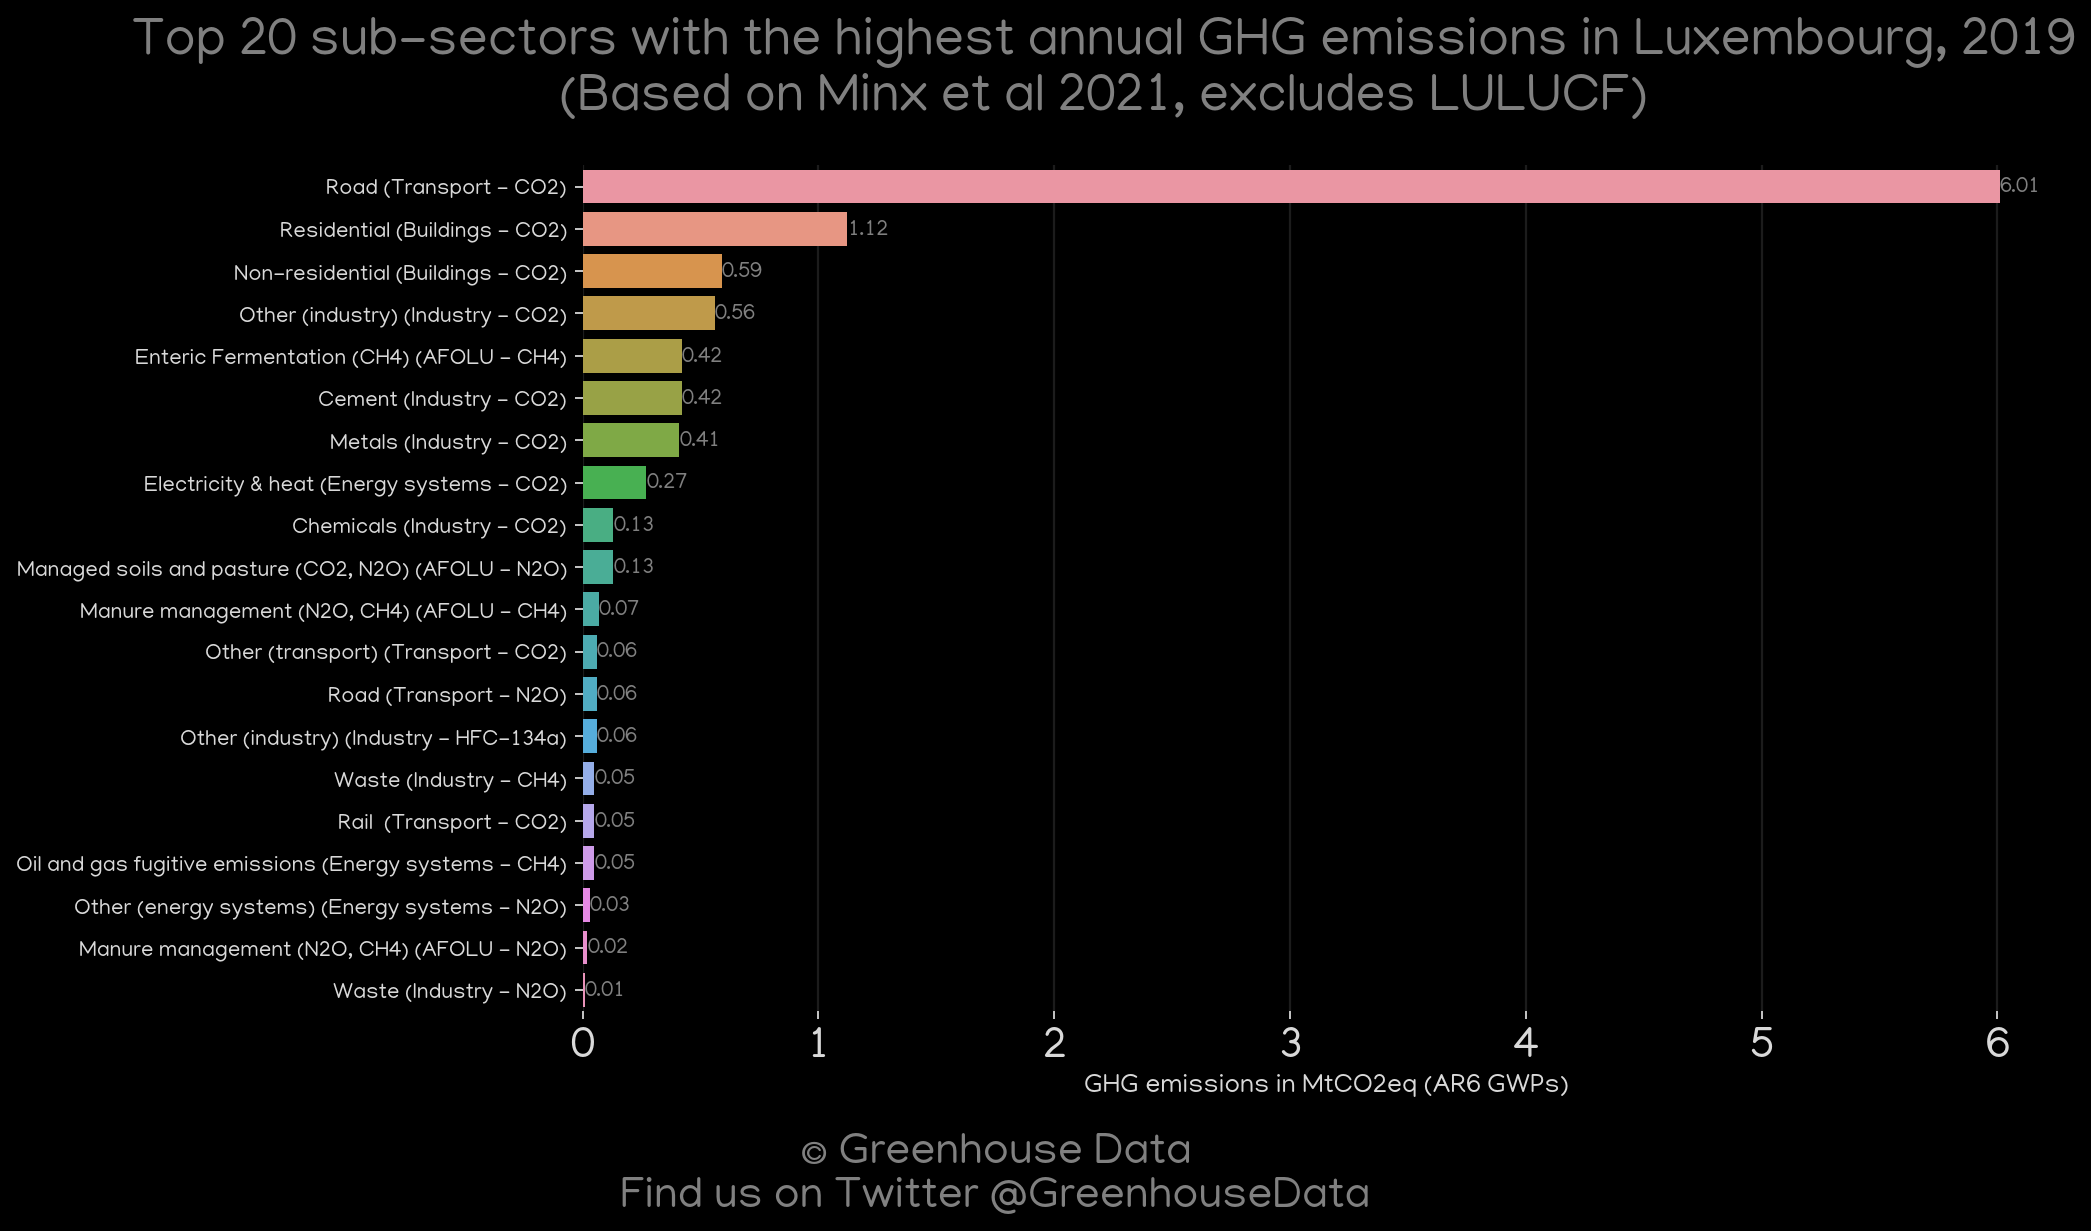 Top 20 sub-sectors with the highest annual GHG emissions in Luxembourg, 2019
(Based on Minx et al 2021, excludes LULUCF)
Road (Transport - CO2) 6.01
Residential (Buildings - CO2) 1.12
Non-residential (Buildings - CO2) 0.59
Other (industry) (Industry - CO2) 0.56
Enteric Fermentation (CH4) (AFOLU - CH4) 0.42
Cement (Industry - CO2) 0.42
Metals (Industry - CO2) 0.41
Electricity & heat (Energy systems - CO2) 0.27
Chemicals (Industry - CO2) 0.13
Managed soils and pasture (CO2, N2O) (AFOLU - N2O) 0.13
Manure management (N2O, CH4) (AFOLU - CH4) 0.07
Other (transport) (Transport - CO2) 0.06
Road (Transport - N2O) 0.06
Other (industry) (Industry - HFC-134a) 0.06
Waste (Industry - CH4) 0.05
Rail (Transport - CO2) 0.05
Oil and gas fugitive emissions (Energy systems - CH4) 0.05
Other (energy systems) (Energy systems - N2O) 0.03
Manure management (N2O, CH4) (AFOLU - N2O) 0.02
Waste (Industry - N2O) 0.01
0 1 2 3 4 5 6
GHG emissions in MtCO2eq (AR6 GWPs)
© Greenhouse Data
Find us on Twitter @GreenhouseData